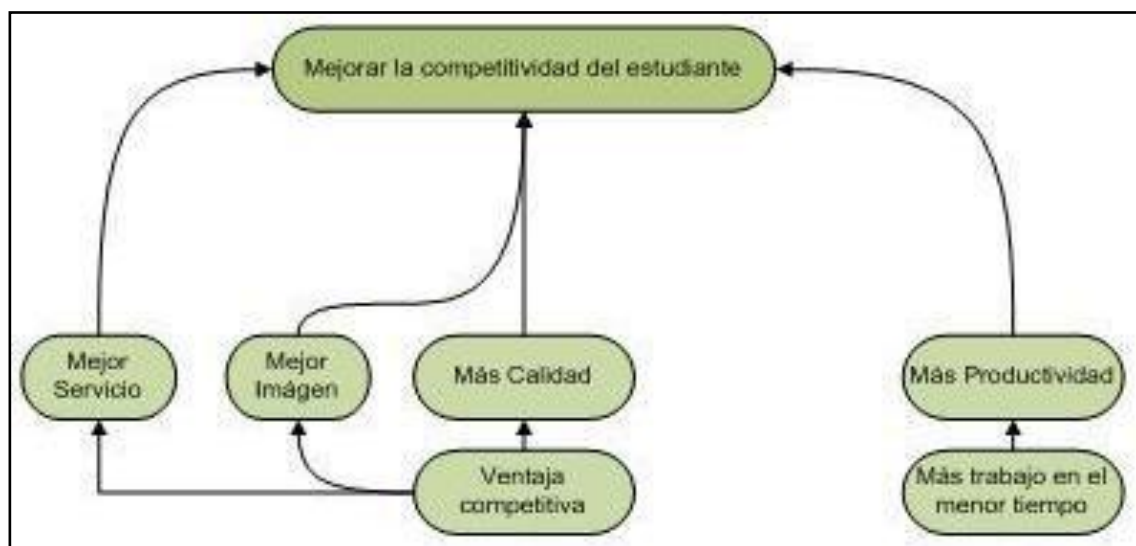 Mejorar la competitividad del estudiante
Mejor
Servicio
Mejor
Imágen
Más Calidad
Más Productividad
Ventaja
competitiva
Más trabajo en el
menor tiempo